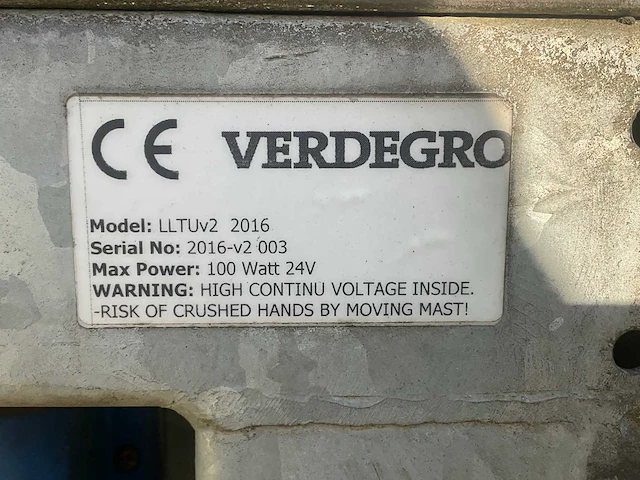 CE VERDEGRO
Model: LLTUv2 2016
Serial No: 2016-v2 003
Max Power: 100 Watt 24V
WARNING: HIGH CONTINU VOLTAGE INSIDE.
-RISK OF CRUSHED HANDS BY MOVING MAST!